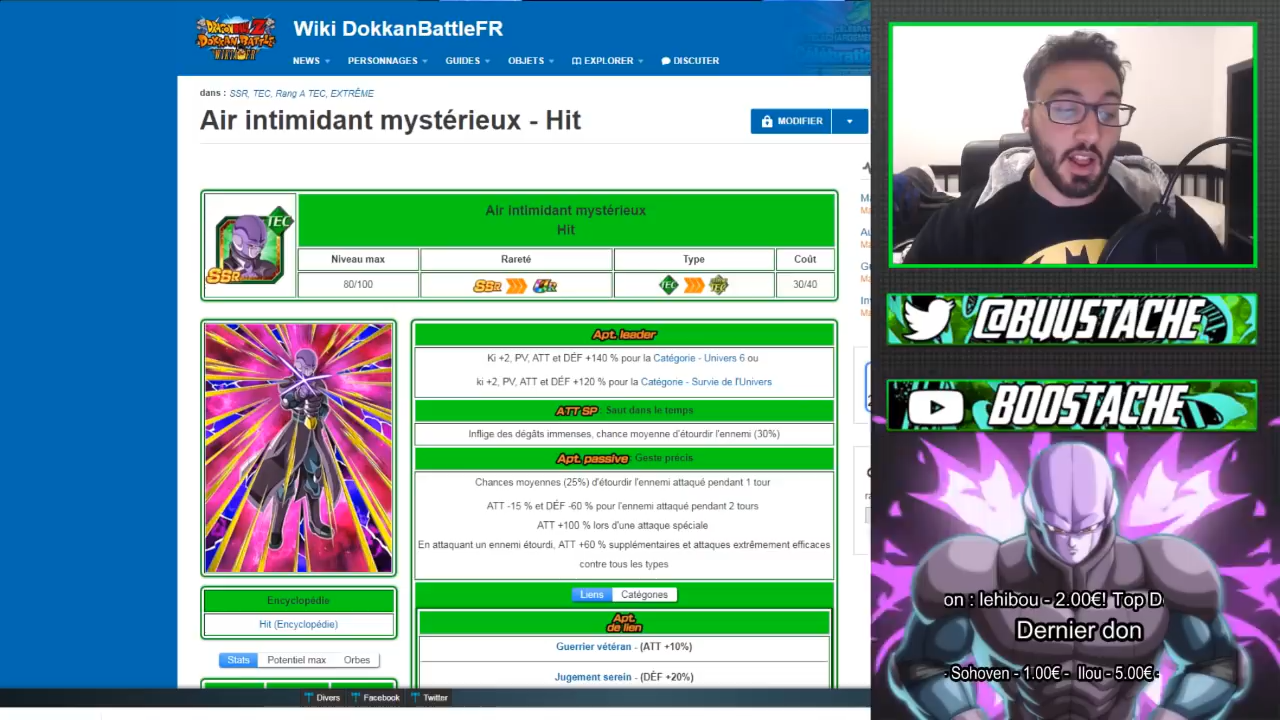 Wiki DokkanBattleFR
NEWS PERSONNAGES GUIDES OBJETS EXPLORER DISCUTER
dans : SSR, TEC, Rang A TEC, EXTRÊME
Air intimidant mystérieux - Hit
MODIFIER
Air intimidant mystérieux
Hit
TEC
SSR
Niveau max Rareté Type Coût
80/100 SSR TEC TEC 30/40
Apt. leader
Ki +2, PV, ATT et DÉF +140 % pour la Catégorie - Univers 6 ou
ki +2, PV, ATT et DÉF +120 % pour la Catégorie - Survie de l'Univers
ATT SP : Saut dans le temps
Inflige des dégâts immenses, chance moyenne d'étourdir l'ennemi (30%)
Apt. passive : Geste précis
Chances moyennes (25%) d'étourdir l'ennemi attaqué pendant 1 tour
ATT -15 % et DÉF -60 % pour l'ennemi attaqué pendant 2 tours
ATT +100 % lors d'une attaque spéciale
En attaquant un ennemi étourdi, ATT +60 % supplémentaires et attaques extrêmement efficaces
contre tous les types
Liens Catégories
Apt.
de lien
Guerrier vétéran - (ATT +10%)
Jugement serein - (DÉF +20%)
Encyclopédie
Hit (Encyclopédie)
Stats Potentiel max Orbes
Divers Facebook Twitter
@BUUSTACHE
BOOSTACHE
on : lehibou - 2.00€! Top D
Dernier don
- Sohoven - 1.00€ - Ilou - 5.00€ -